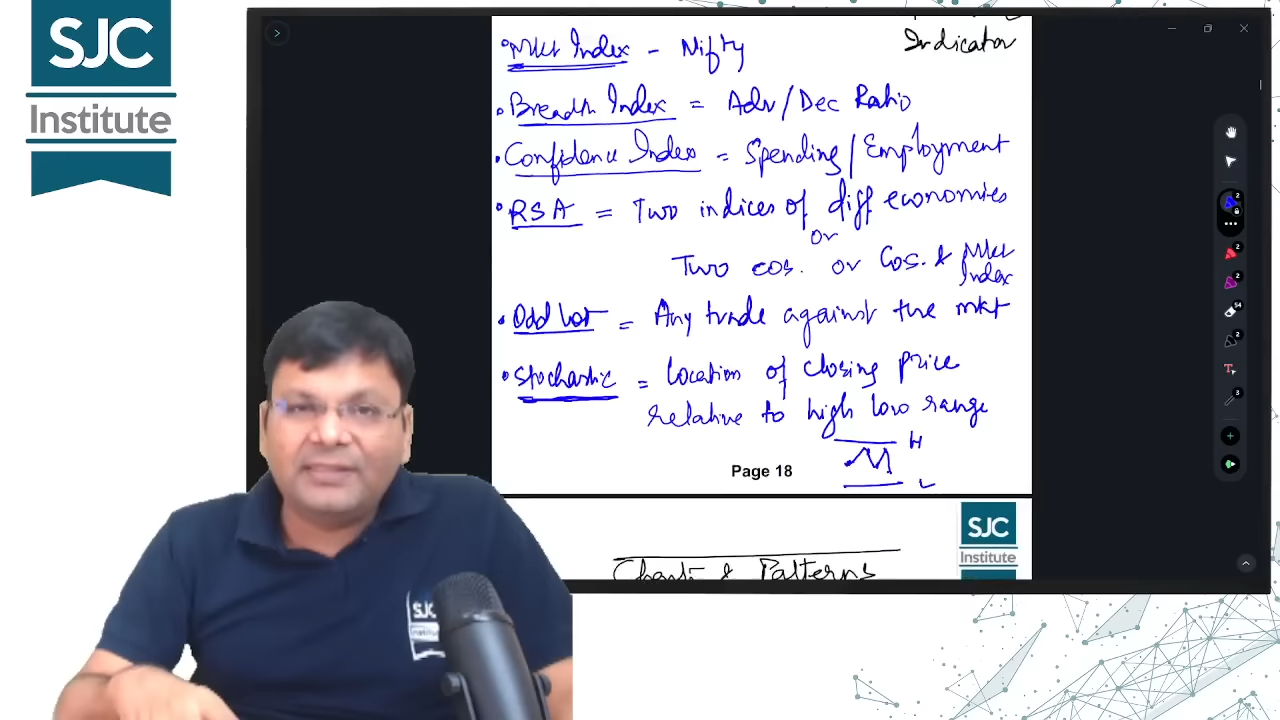 SJC
Institute
Indicator
• Mkt Index – Nifty
• Breadth Index = Adv/Dec Ratio
• Confidence Index = Spending/Employment
• RSA = Two indices of diff economies
or
Two cos. or Cos. & Mkt Index
• Odd Lot = Any trade against the mkt
• Stochastic = Location of closing price
relative to high low range
H
L
Page 18
SJC
Institute
Charts & Patterns
SJC
Institute